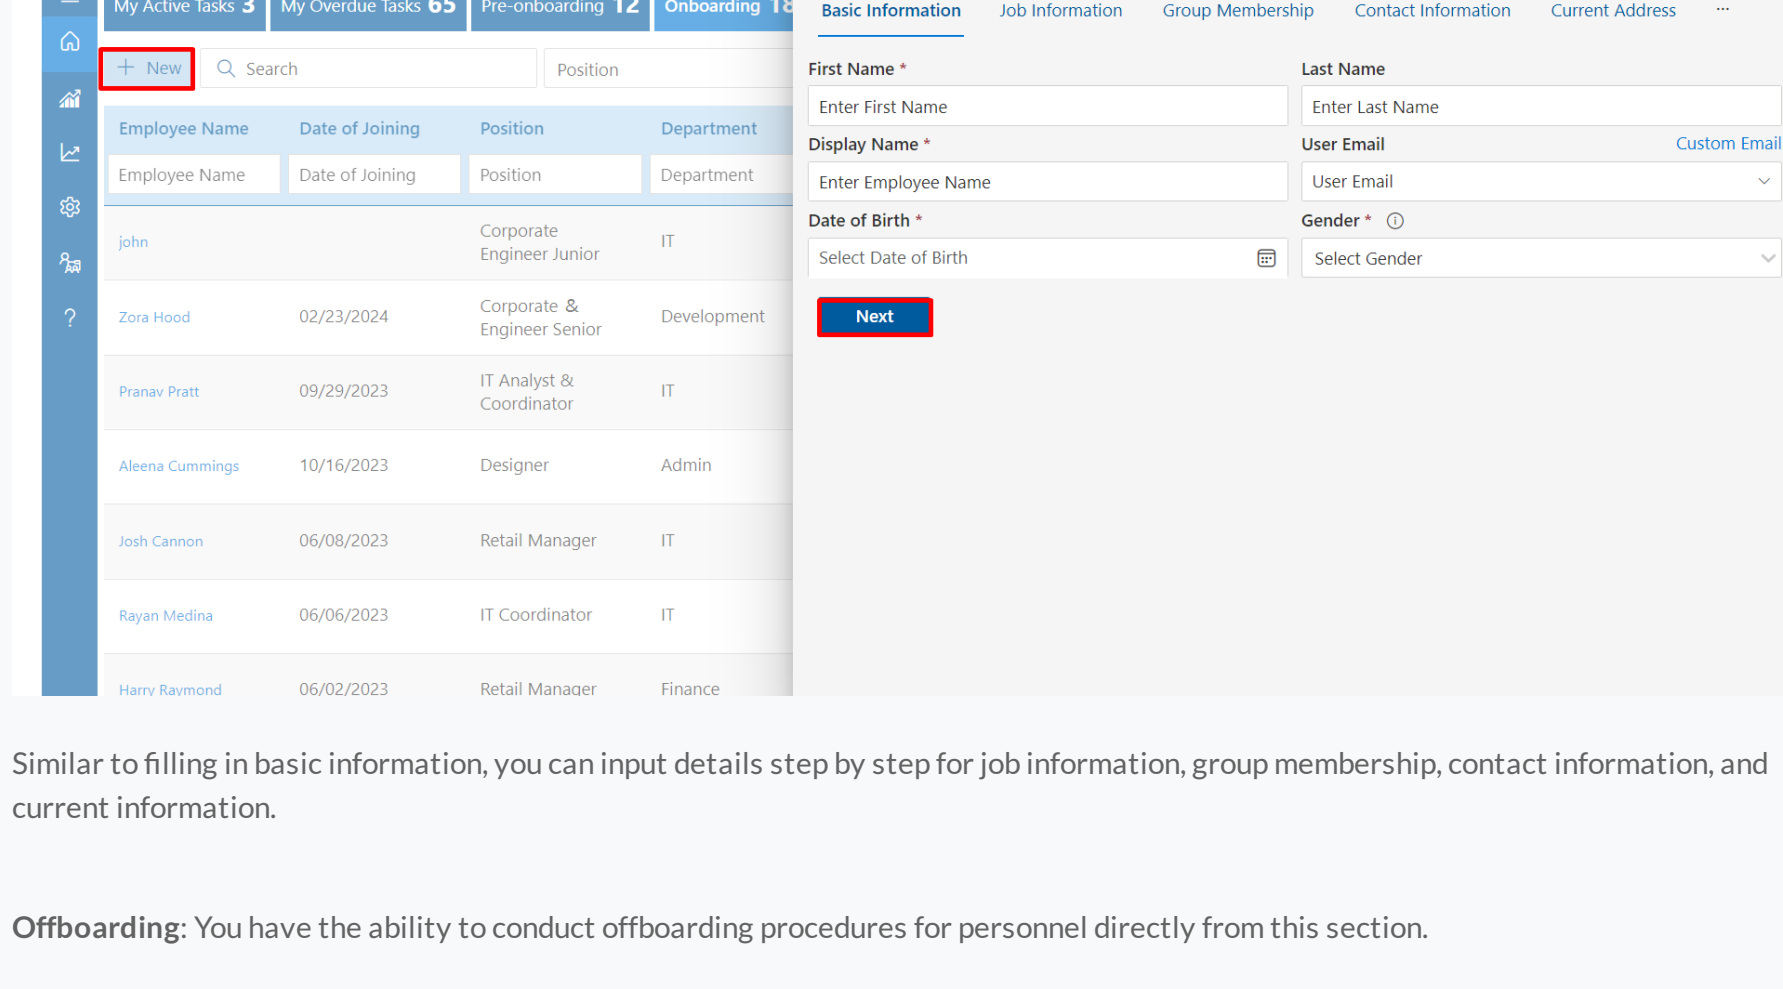 My Active Tasks 3 My Overdue Tasks 65 Pre-onboarding 12 Onboarding 18
Basic Information Job Information Group Membership Contact Information Current Address ...
+ New Search Position
First Name * Last Name
Enter First Name Enter Last Name
Employee Name Date of Joining Position Department
Display Name * User Email Custom Email
Employee Name Date of Joining Position Department
Enter Employee Name User Email
Date of Birth * Gender *
Select Date of Birth Select Gender
Next
john Corporate Engineer Junior IT
Zora Hood 02/23/2024 Corporate & Engineer Senior Development
Pranav Pratt 09/29/2023 IT Analyst & Coordinator IT
Aleena Cummings 10/16/2023 Designer Admin
Josh Cannon 06/08/2023 Retail Manager IT
Rayan Medina 06/06/2023 IT Coordinator IT
Harry Raymond 06/02/2023 Retail Manager Finance
Similar to filling in basic information, you can input details step by step for job information, group membership, contact information, and
current information.
Offboarding: You have the ability to conduct offboarding procedures for personnel directly from this section.